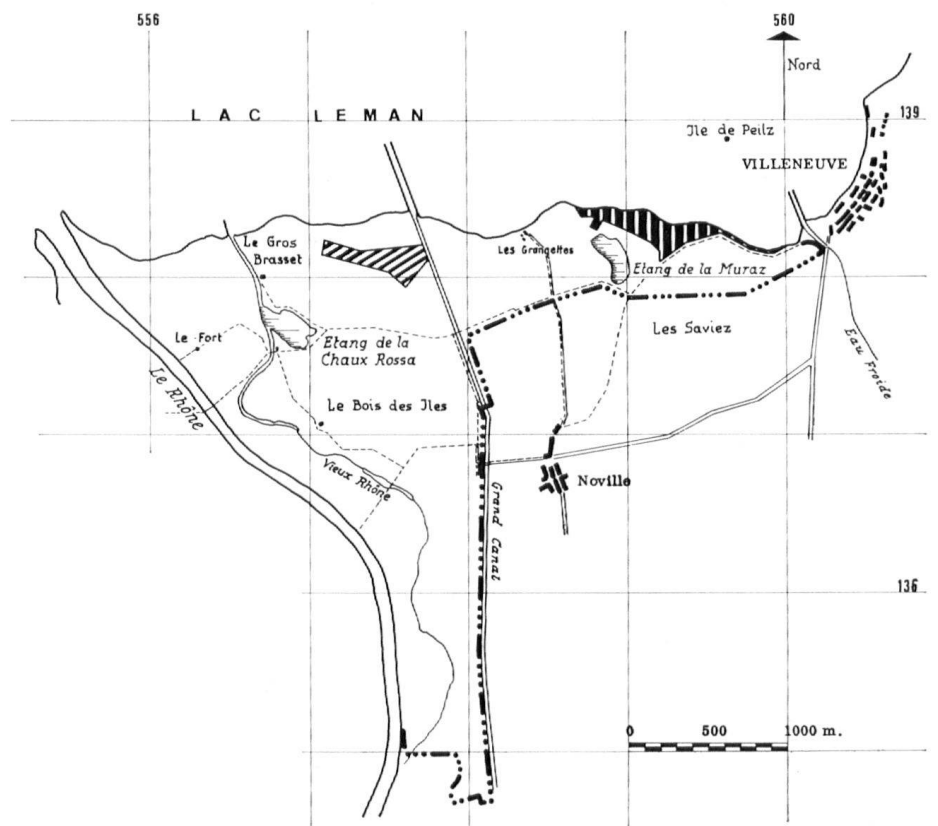 556
560
Nord
LAC LEMAN
139
Ile de Peilz
VILLENEUVE
Le Gros
Brasset
Les Grangettes
Etang de la Muraz
Le Fort
Etang de la
Chaux Rossa
Les Saviez
Eau Froide
Le Rhône
Le Bois des Iles
Vieux Rhône
Grand Canal
Noville
136
0 500 1000 m.